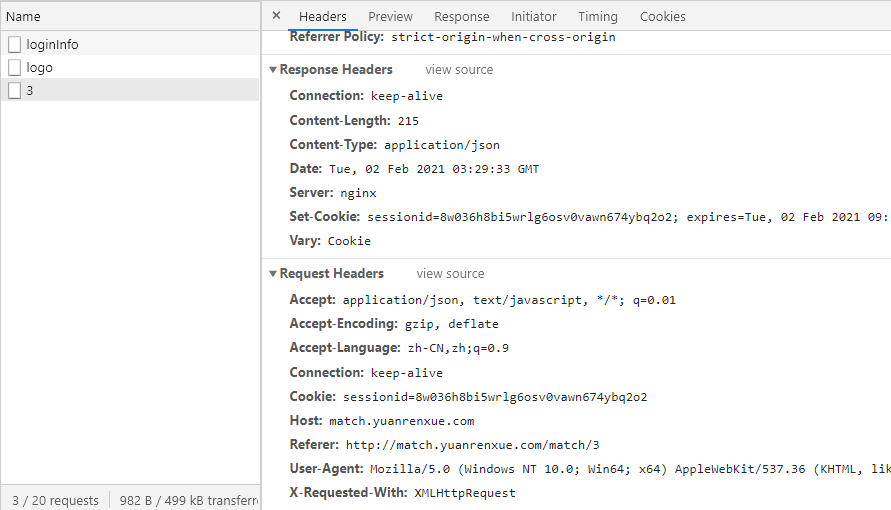 Name
loginInfo
logo
3
3 / 20 requests
982 B / 499 kB transferre
× Headers Preview Response Initiator Timing Cookies
Referrer Policy: strict-origin-when-cross-origin
▼Response Headers view source
Connection: keep-alive
Content-Length: 215
Content-Type: application/json
Date: Tue, 02 Feb 2021 03:29:33 GMT
Server: nginx
Set-Cookie: sessionid=8w036h8bi5wrlg6osv0vawn674ybq2o2; expires=Tue, 02 Feb 2021 09:
Vary: Cookie
▼Request Headers view source
Accept: application/json, text/javascript, */*; q=0.01
Accept-Encoding: gzip, deflate
Accept-Language: zh-CN,zh;q=0.9
Connection: keep-alive
Cookie: sessionid=8w036h8bi5wrlg6osv0vawn674ybq2o2
Host: match.yuanrenxue.com
Referer: http://match.yuanrenxue.com/match/3
User-Agent: Mozilla/5.0 (Windows NT 10.0; Win64; x64) AppleWebKit/537.36 (KHTML, lik
X-Requested-With: XMLHttpRequest